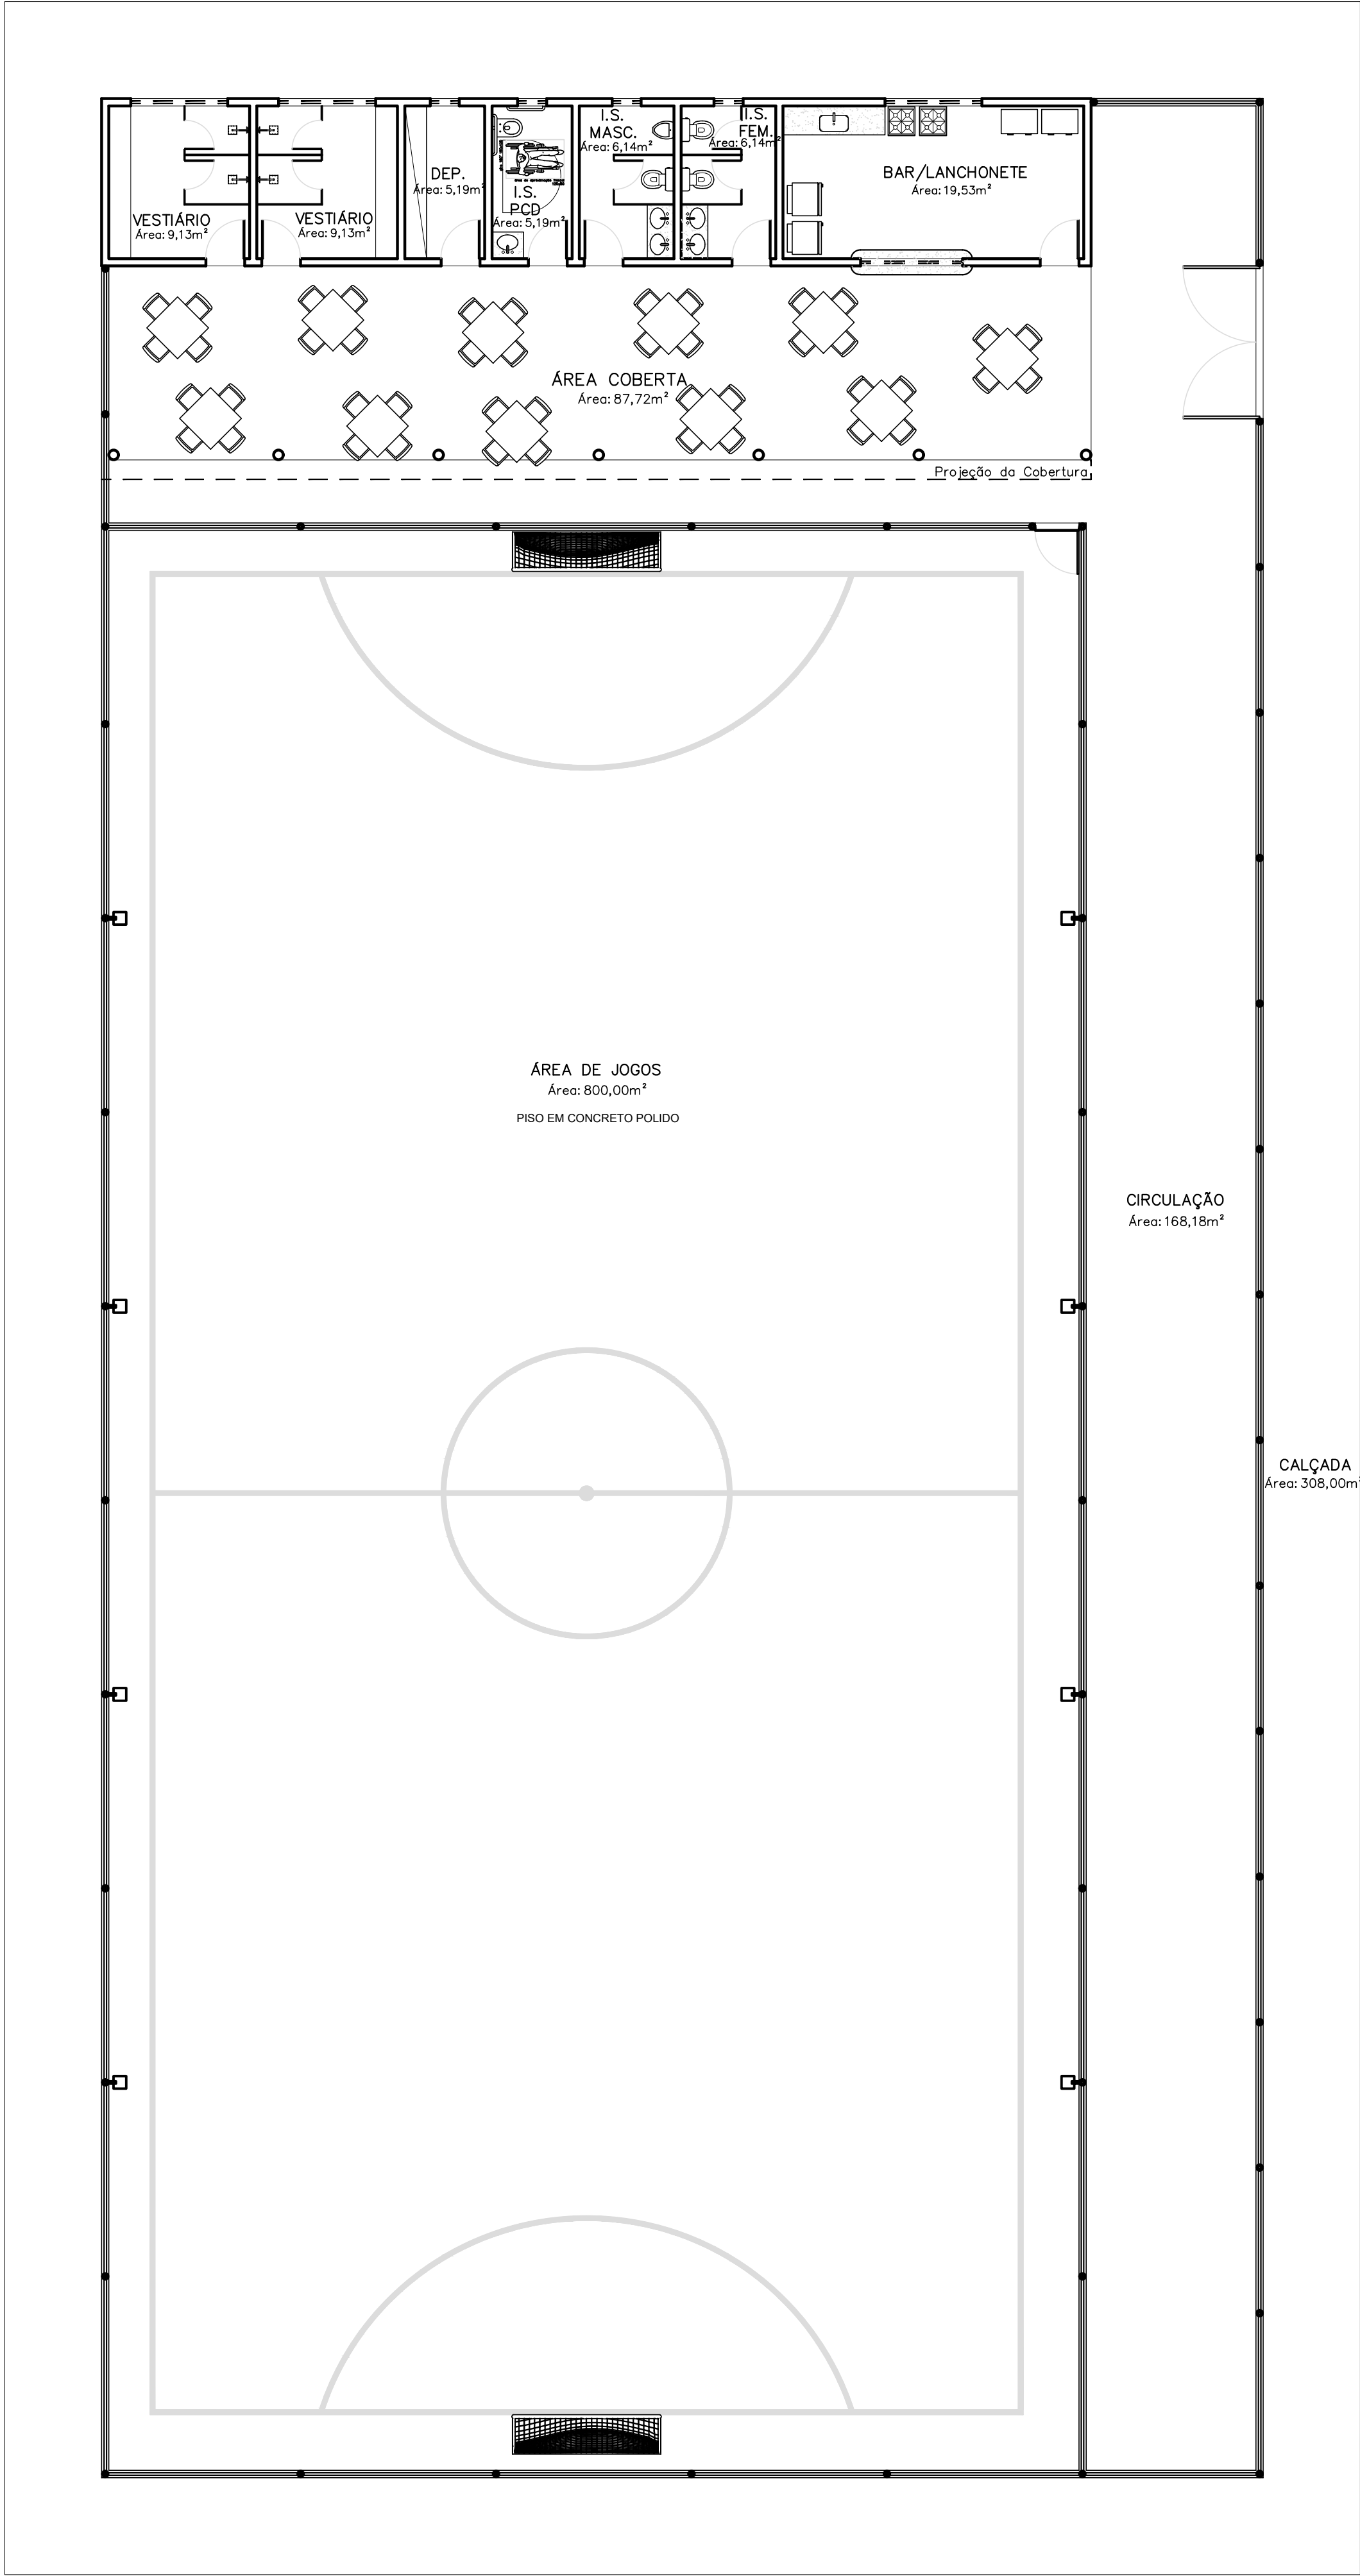 I.S.
MASC.
Área: 6,14m²
I.S.
FEM.
Área: 6,14m²
DEP.
Área: 5,19m²
I.S.
PCD
Área: 5,19m²
BAR/LANCHONETE
Área: 19,53m²
VESTIÁRIO
Área: 9,13m²
VESTIÁRIO
Área: 9,13m²
ÁREA COBERTA
Área: 87,72m²
Projeção da Cobertura
ÁREA DE JOGOS
Área: 800,00m²
PISO EM CONCRETO POLIDO
CIRCULAÇÃO
Área: 168,18m²
CALÇADA
Área: 308,00m²